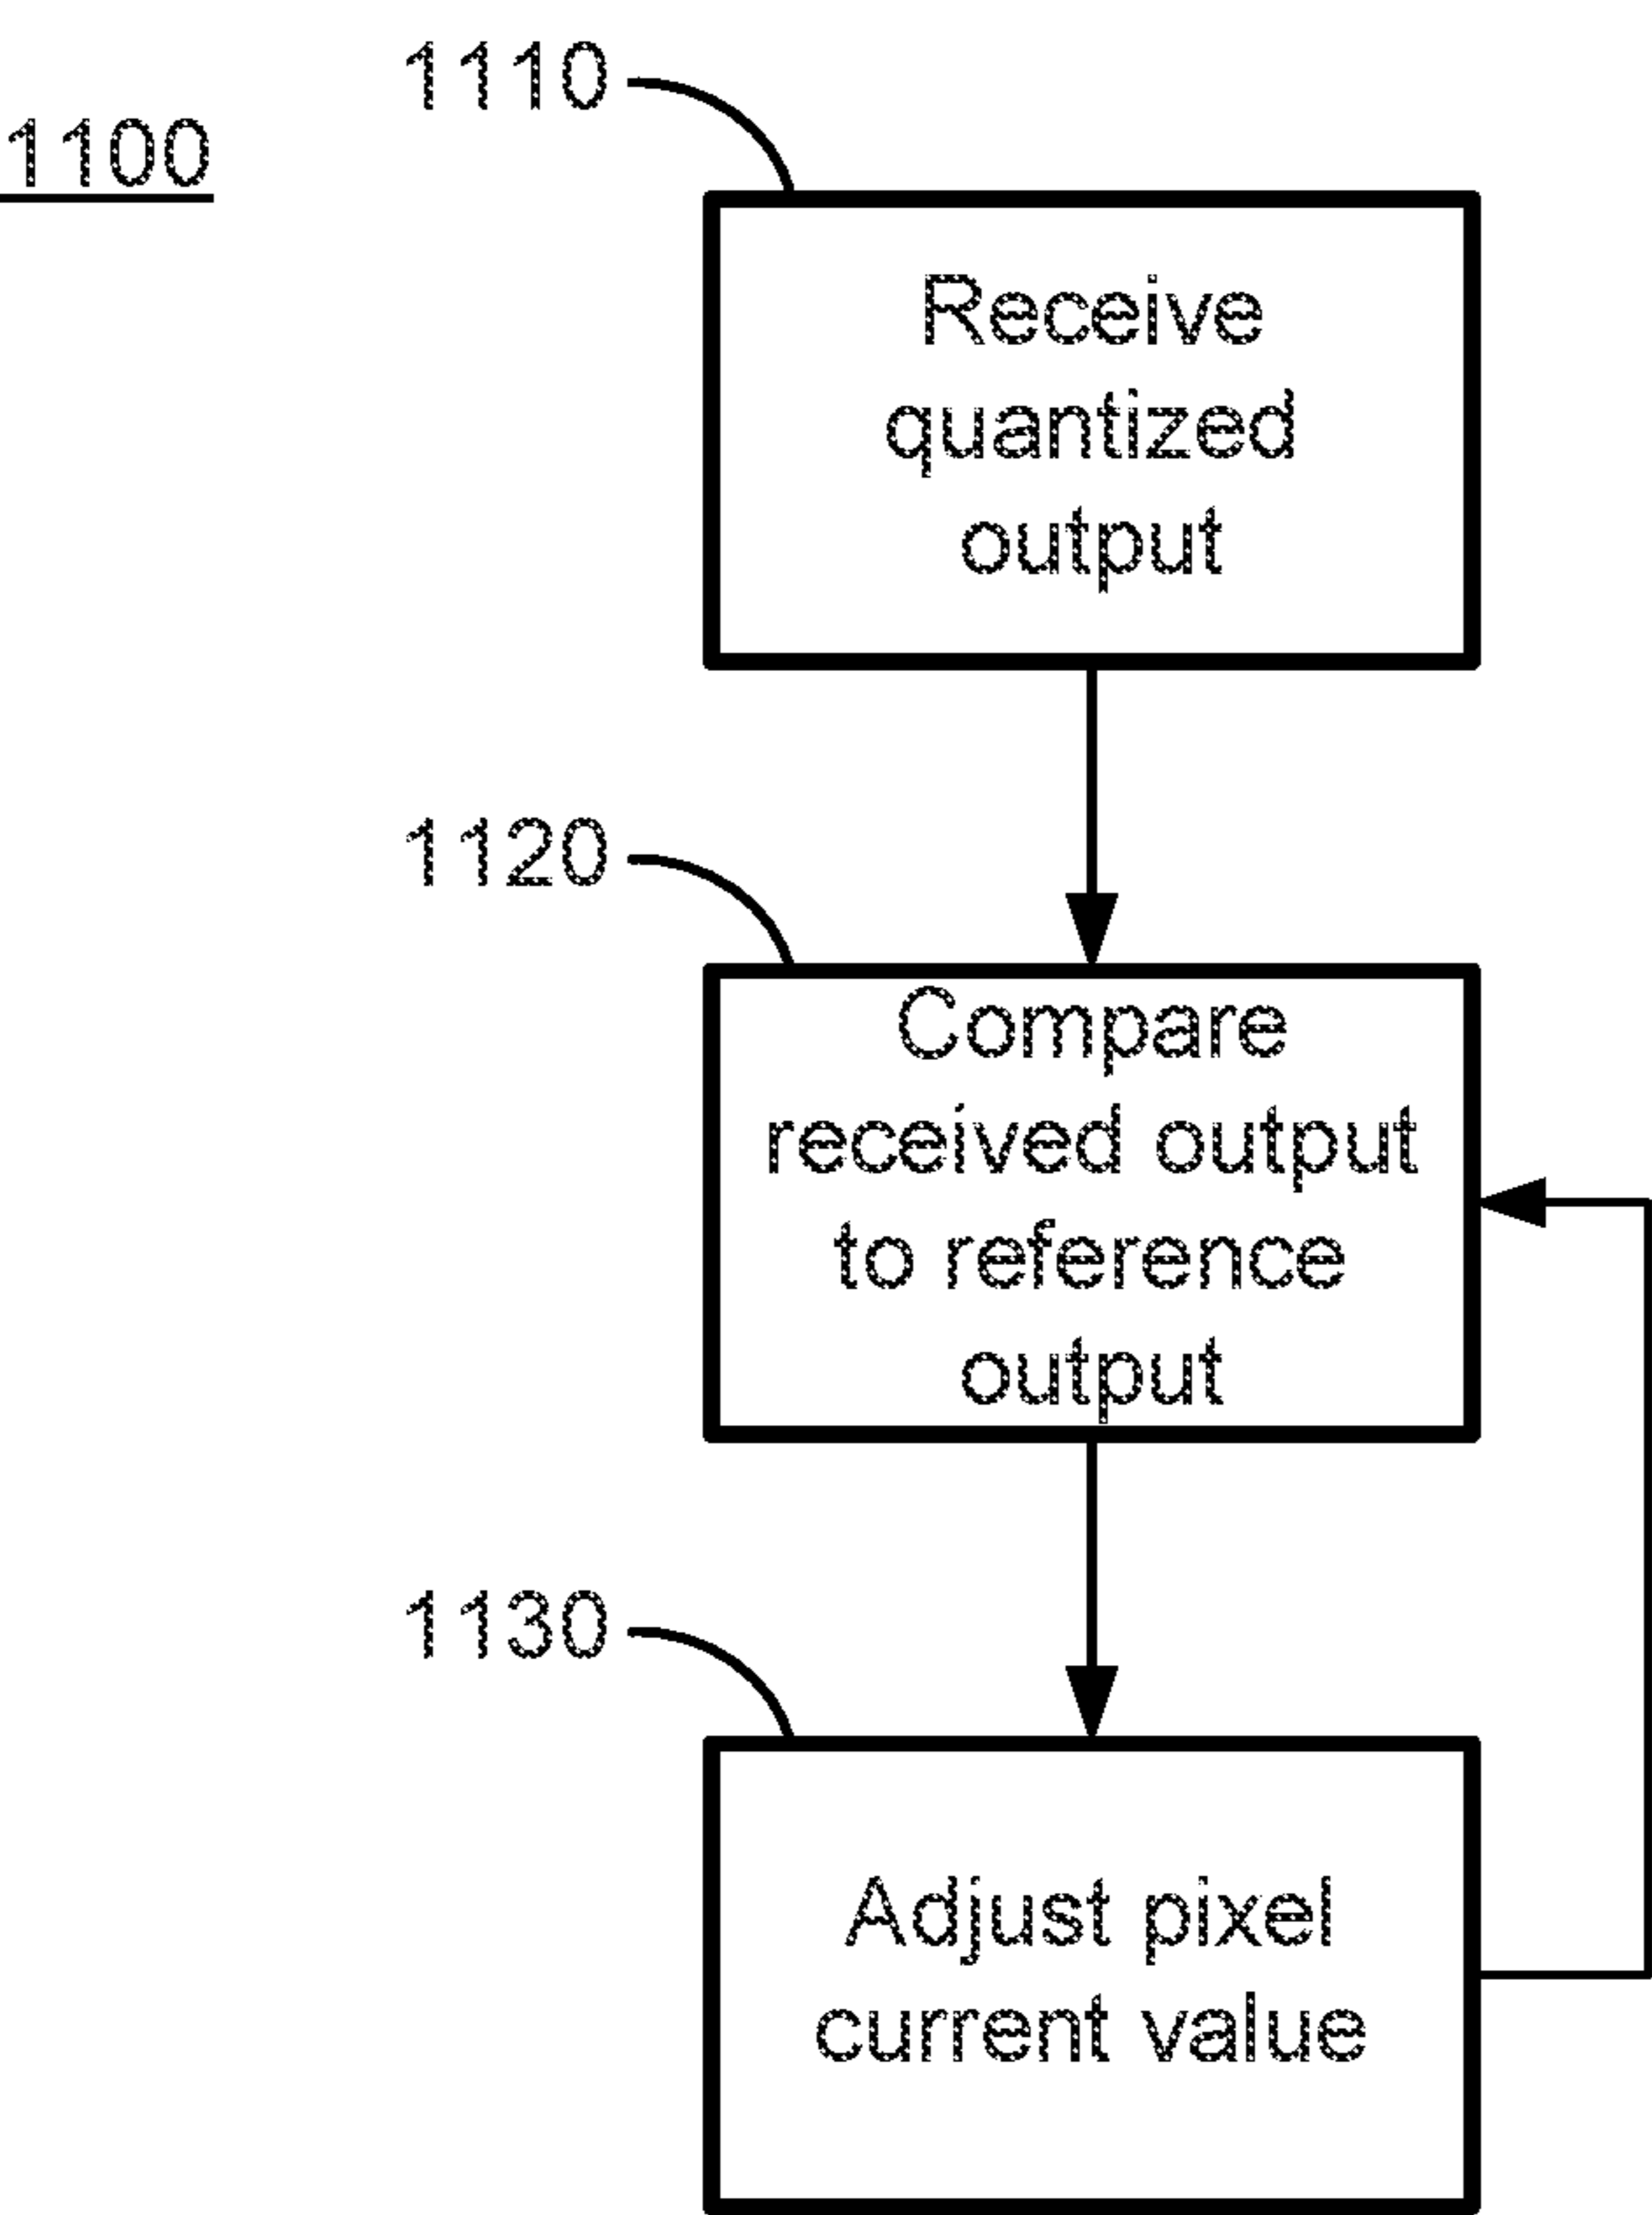 1100
1110
Receive
quantized
output
1120
Compare
received output
to reference
output
1130
Adjust pixel
current value